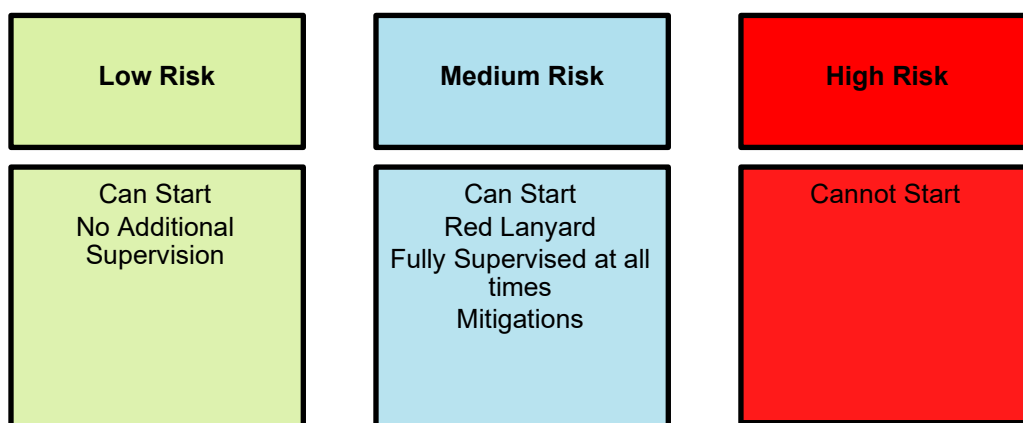 Low Risk
Medium Risk
High Risk
Can Start
No Additional
Supervision
Can Start
Red Lanyard
Fully Supervised at all
times
Mitigations
Cannot Start